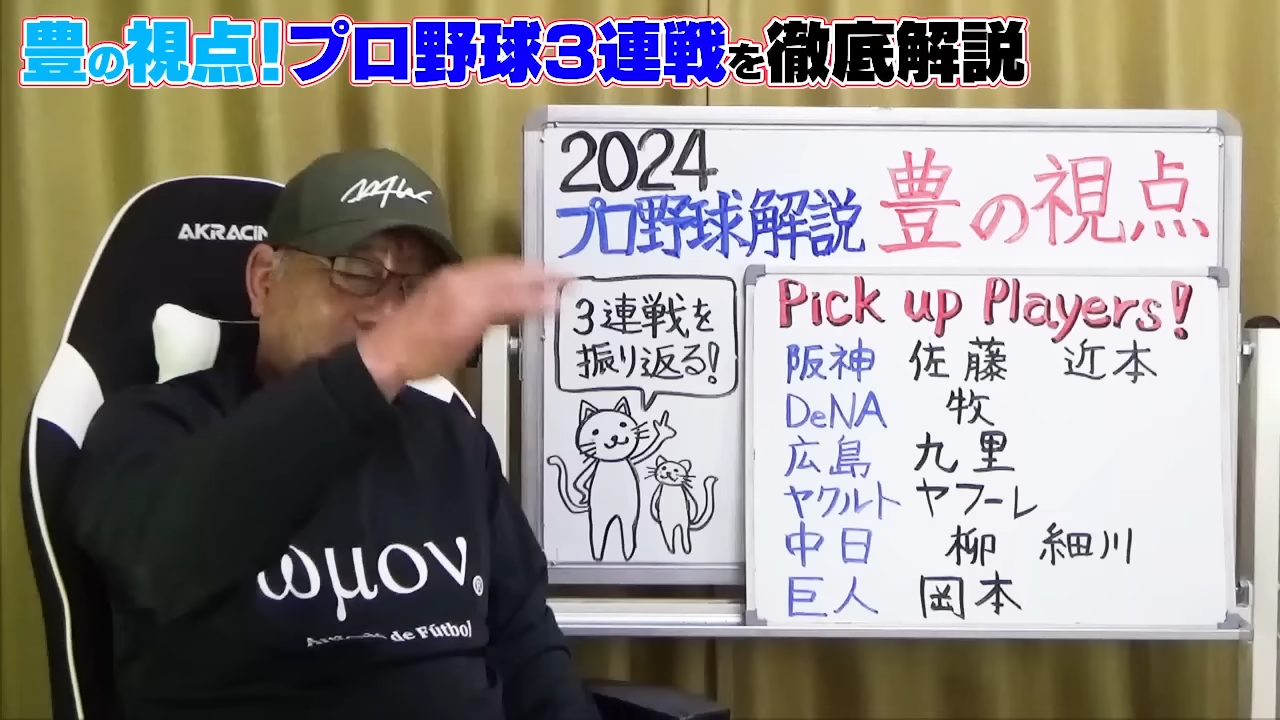 豊の視点!プロ野球3連戦を徹底解説
2024
プロ野球解説 豊の視点
3連戦を
振り返る!
Pick up Players!
阪神 佐藤 近本
DeNA 牧
広島 九里
ヤクルト ヤフーレ
中日 柳 細川
巨人 岡本
AKRACIN
ωμον®
de Fútbol